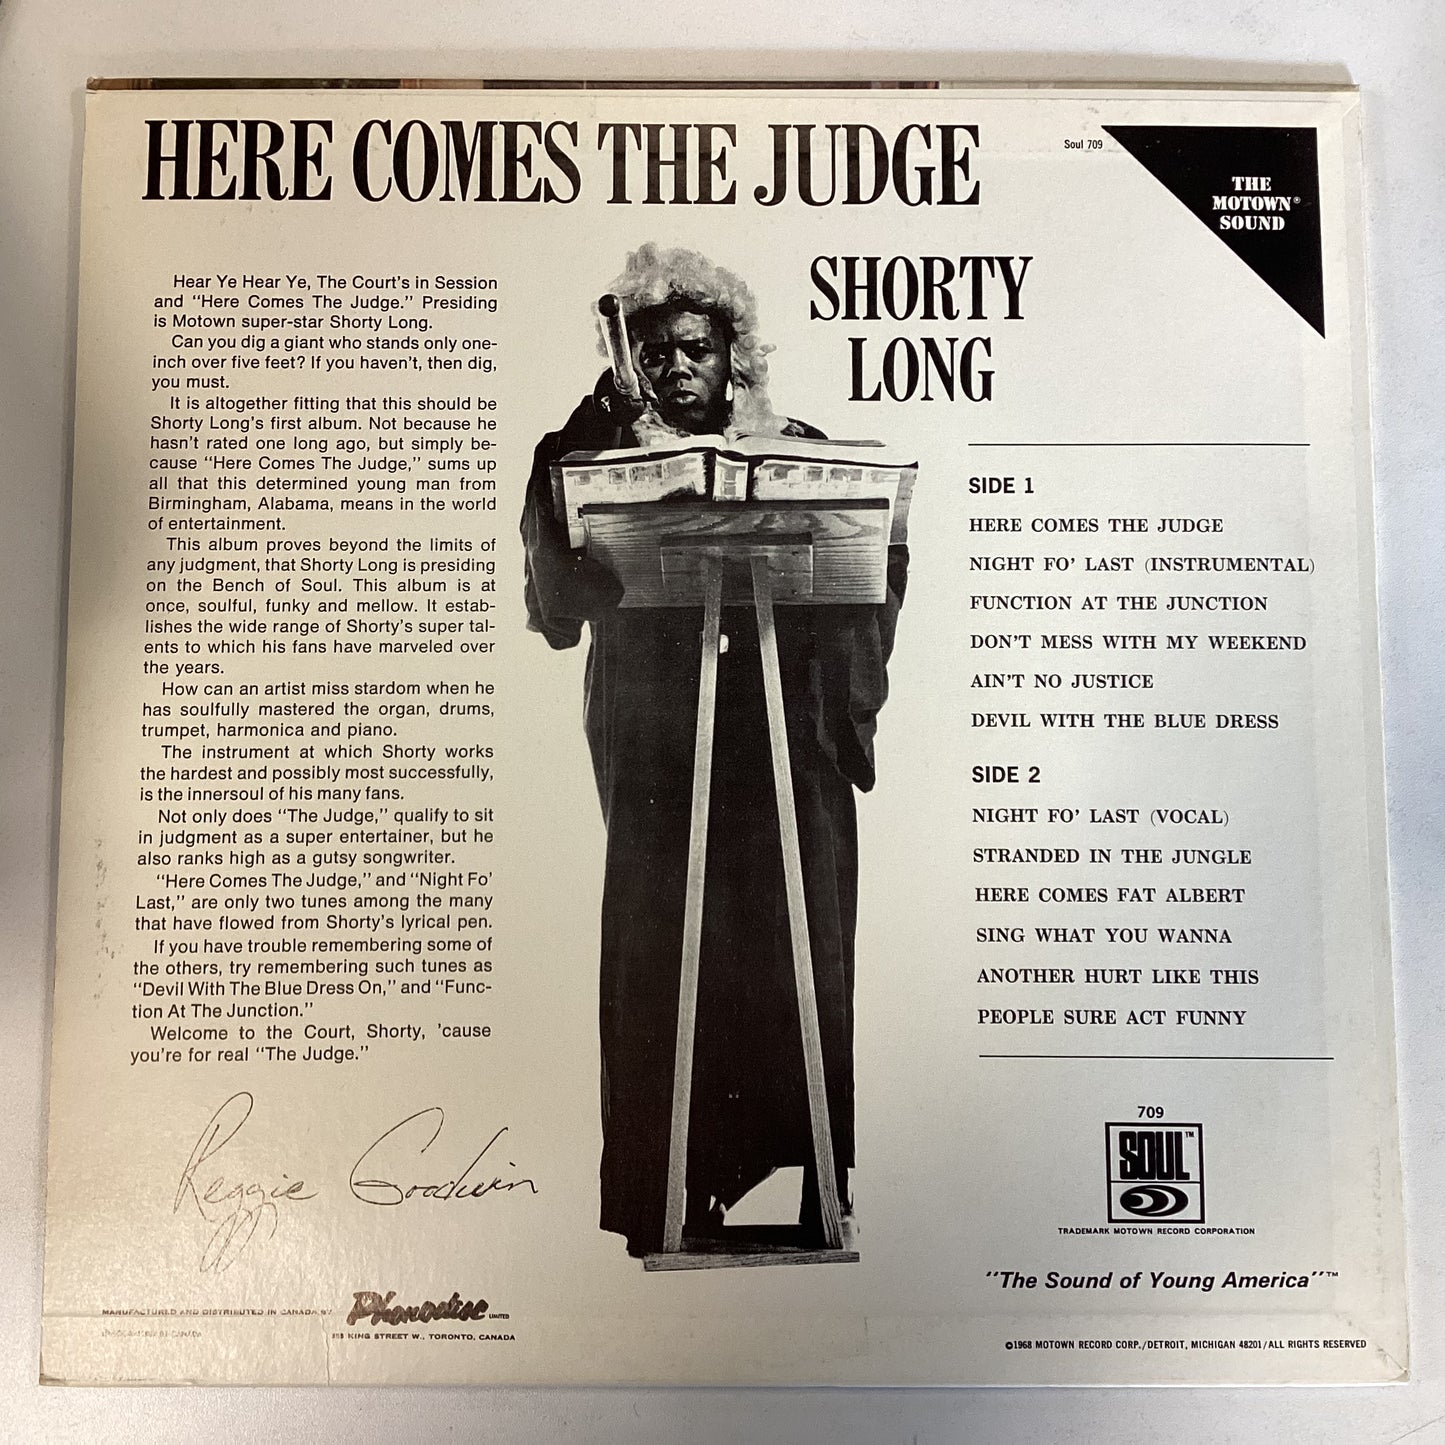 HERE COMES THE JUDGE
Soul 709
THE
MOTOWN®
SOUND
SHORTY
LONG
Hear Ye Hear Ye, The Court's in Session
and "Here Comes The Judge." Presiding
is Motown super-star Shorty Long.
Can you dig a giant who stands only one-
inch over five feet? If you haven't, then dig,
you must.
It is altogether fitting that this should be
Shorty Long's first album. Not because he
hasn't rated one long ago, but simply be-
cause "Here Comes The Judge," sums up
all that this determined young man from
Birmingham, Alabama, means in the world
of entertainment.
This album proves beyond the limits of
any judgment, that Shorty Long is presiding
on the Bench of Soul. This album is at
once, soulful, funky and mellow. It estab-
lishes the wide range of Shorty's super tal-
ents to which his fans have marveled over
the years.
How can an artist miss stardom when he
has soulfully mastered the organ, drums,
trumpet, harmonica and piano.
The instrument at which Shorty works
the hardest and possibly most successfully,
is the innersoul of his many fans.
Not only does "The Judge," qualify to sit
in judgment as a super entertainer, but he
also ranks high as a gutsy songwriter.
"Here Comes The Judge," and "Night Fo'
Last," are only two tunes among the many
that have flowed from Shorty's lyrical pen.
If you have trouble remembering some of
the others, try remembering such tunes as
"Devil With The Blue Dress On," and "Func-
tion At The Junction."
Welcome to the Court, Shorty, 'cause
you're for real "The Judge."
Reggie Goodwin
SIDE 1
HERE COMES THE JUDGE
NIGHT FO' LAST (INSTRUMENTAL)
FUNCTION AT THE JUNCTION
DON'T MESS WITH MY WEEKEND
AIN'T NO JUSTICE
DEVIL WITH THE BLUE DRESS
SIDE 2
NIGHT FO' LAST (VOCAL)
STRANDED IN THE JUNGLE
HERE COMES FAT ALBERT
SING WHAT YOU WANNA
ANOTHER HURT LIKE THIS
PEOPLE SURE ACT FUNNY
709
SOUL™
TRADEMARK MOTOWN RECORD CORPORATION
"The Sound of Young America"™
MANUFACTURED AND DISTRIBUTED IN CANADA BY
Phonodisc LIMITED
KING STREET W., TORONTO, CANADA
©1968 MOTOWN RECORD CORP./DETROIT, MICHIGAN 48201/ALL RIGHTS RESERVED